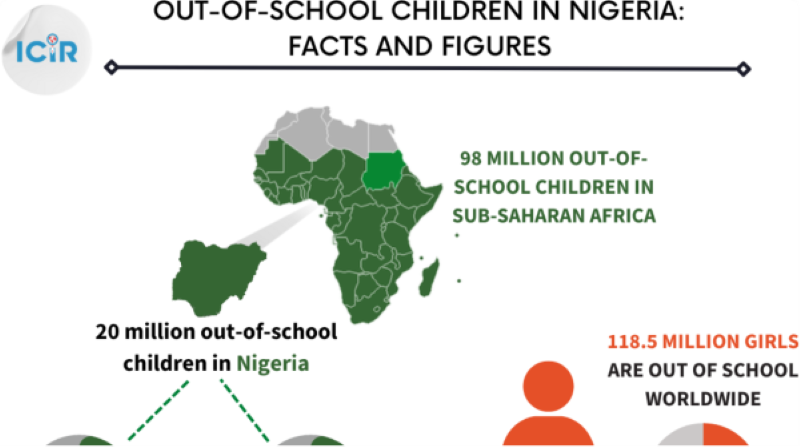 OUT-OF-SCHOOL CHILDREN IN NIGERIA:
FACTS AND FIGURES
ICIR
98 MILLION OUT-OF-
SCHOOL CHILDREN IN
SUB-SAHARAN AFRICA
20 million out-of-school
children in Nigeria
118.5 MILLION GIRLS
ARE OUT OF SCHOOL
WORLDWIDE